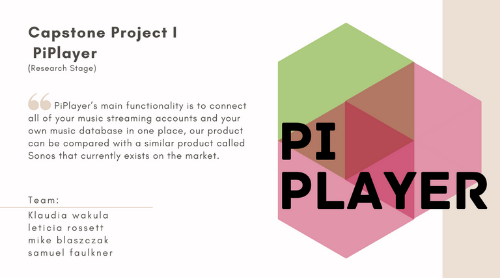 Capstone Project I
PiPlayer
(Research Stage)
“ PiPlayer's main functionality is to connect
all of your music streaming accounts and your
own music database in one place, our product
can be compared with a similar product called
Sonos that currently exists on the market.
Team:
Klaudia wakula
leticia rossett
mike blaszczak
samuel faulkner
PI
PLAYER